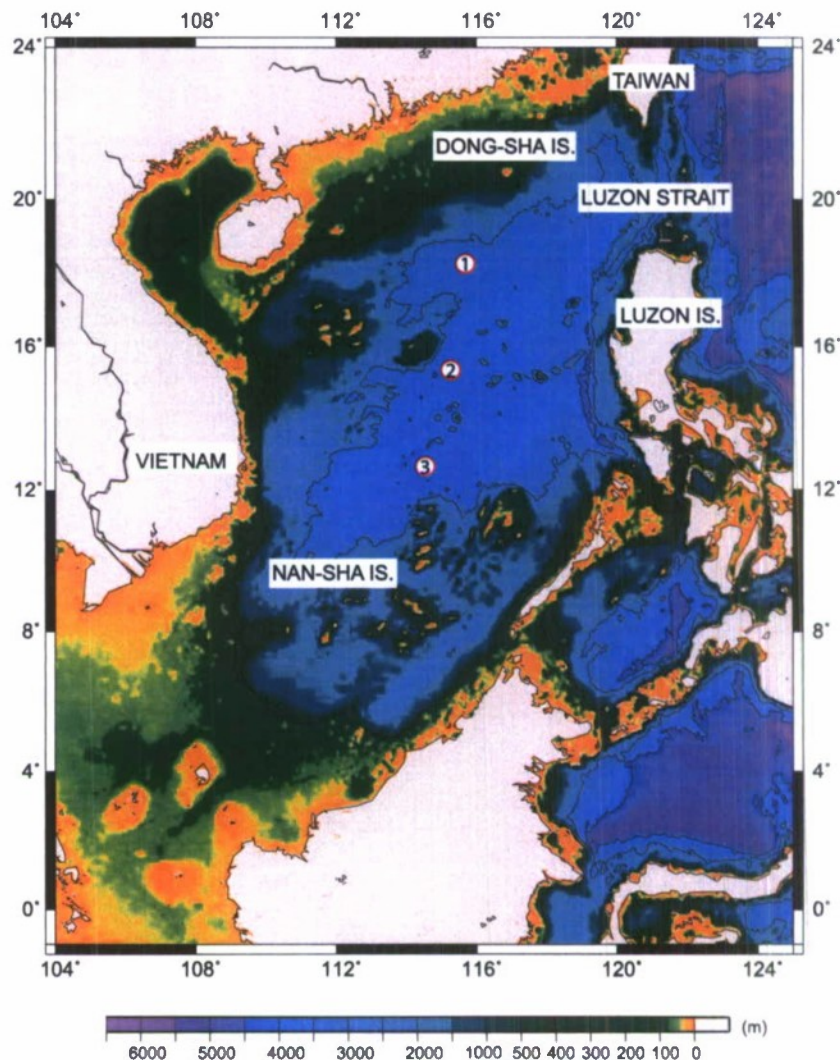 104° 108° 112° 116° 120° 124°
24° 24°
TAIWAN
DONG-SHA IS.
20° 20°
LUZON STRAIT
1
LUZON IS.
16° 16°
2
VIETNAM
3
12° 12°
NAN-SHA IS.
8° 8°
4° 4°
0° 0°
104° 108° 112° 116° 120° 124°
(m)
6000 5000 4000 3000 2000 1000 500 400 300 200 100 0